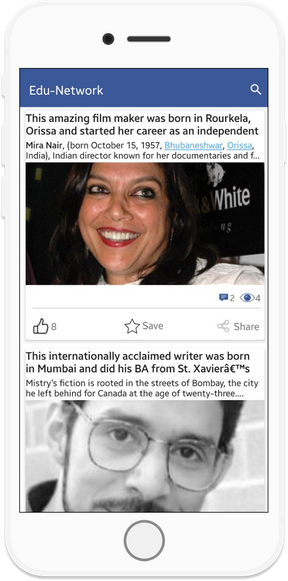 Edu-Network
This amazing film maker was born in Rourkela,
Orissa and started her career as an independent
Mira Nair, (born October 15, 1957, Bhubaneshwar, Orissa,
India), Indian director known for her documentaries and f...
& White
ng
2 4
8 Save Share
This internationally acclaimed writer was born
in Mumbai and did his BA from St. Xavierâ€™s
Mistry's fiction is rooted in the streets of Bombay, the city
he left behind for Canada at the age of twenty-three....